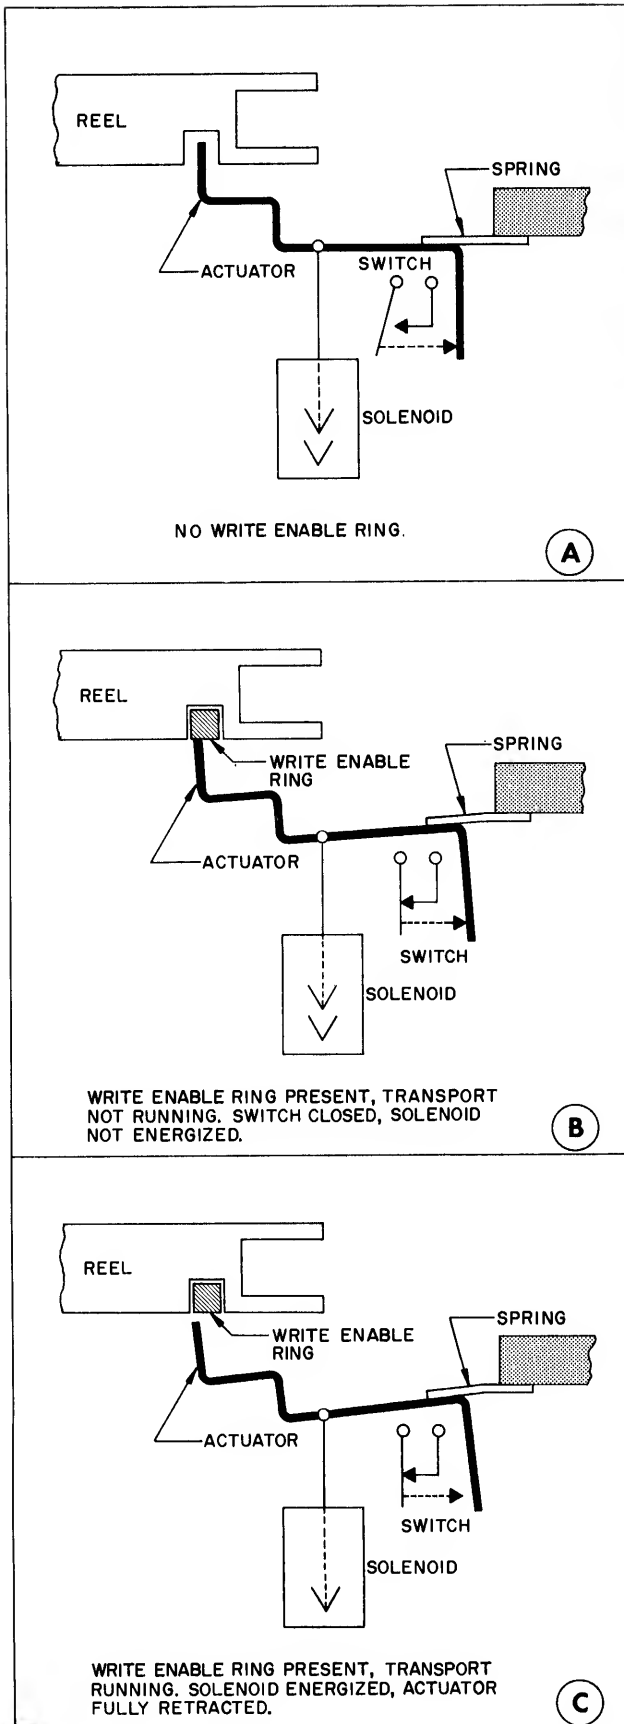 REEL
SPRING
ACTUATOR
SWITCH
SOLENOID
NO WRITE ENABLE RING.
A
REEL
SPRING
WRITE ENABLE
RING
ACTUATOR
SWITCH
SOLENOID
WRITE ENABLE RING PRESENT, TRANSPORT
NOT RUNNING. SWITCH CLOSED, SOLENOID
NOT ENERGIZED.
B
REEL
SPRING
WRITE ENABLE
RING
ACTUATOR
SWITCH
SOLENOID
WRITE ENABLE RING PRESENT, TRANSPORT
RUNNING. SOLENOID ENERGIZED, ACTUATOR
FULLY RETRACTED.
C